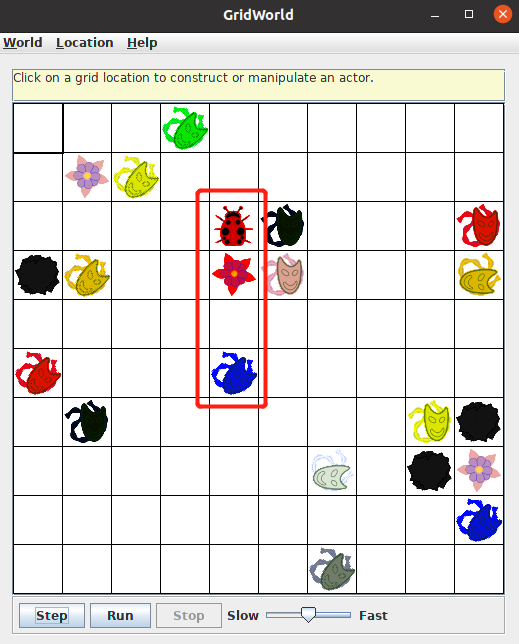 GridWorld
World Location Help
Click on a grid location to construct or manipulate an actor.
Step Run Stop Slow Fast